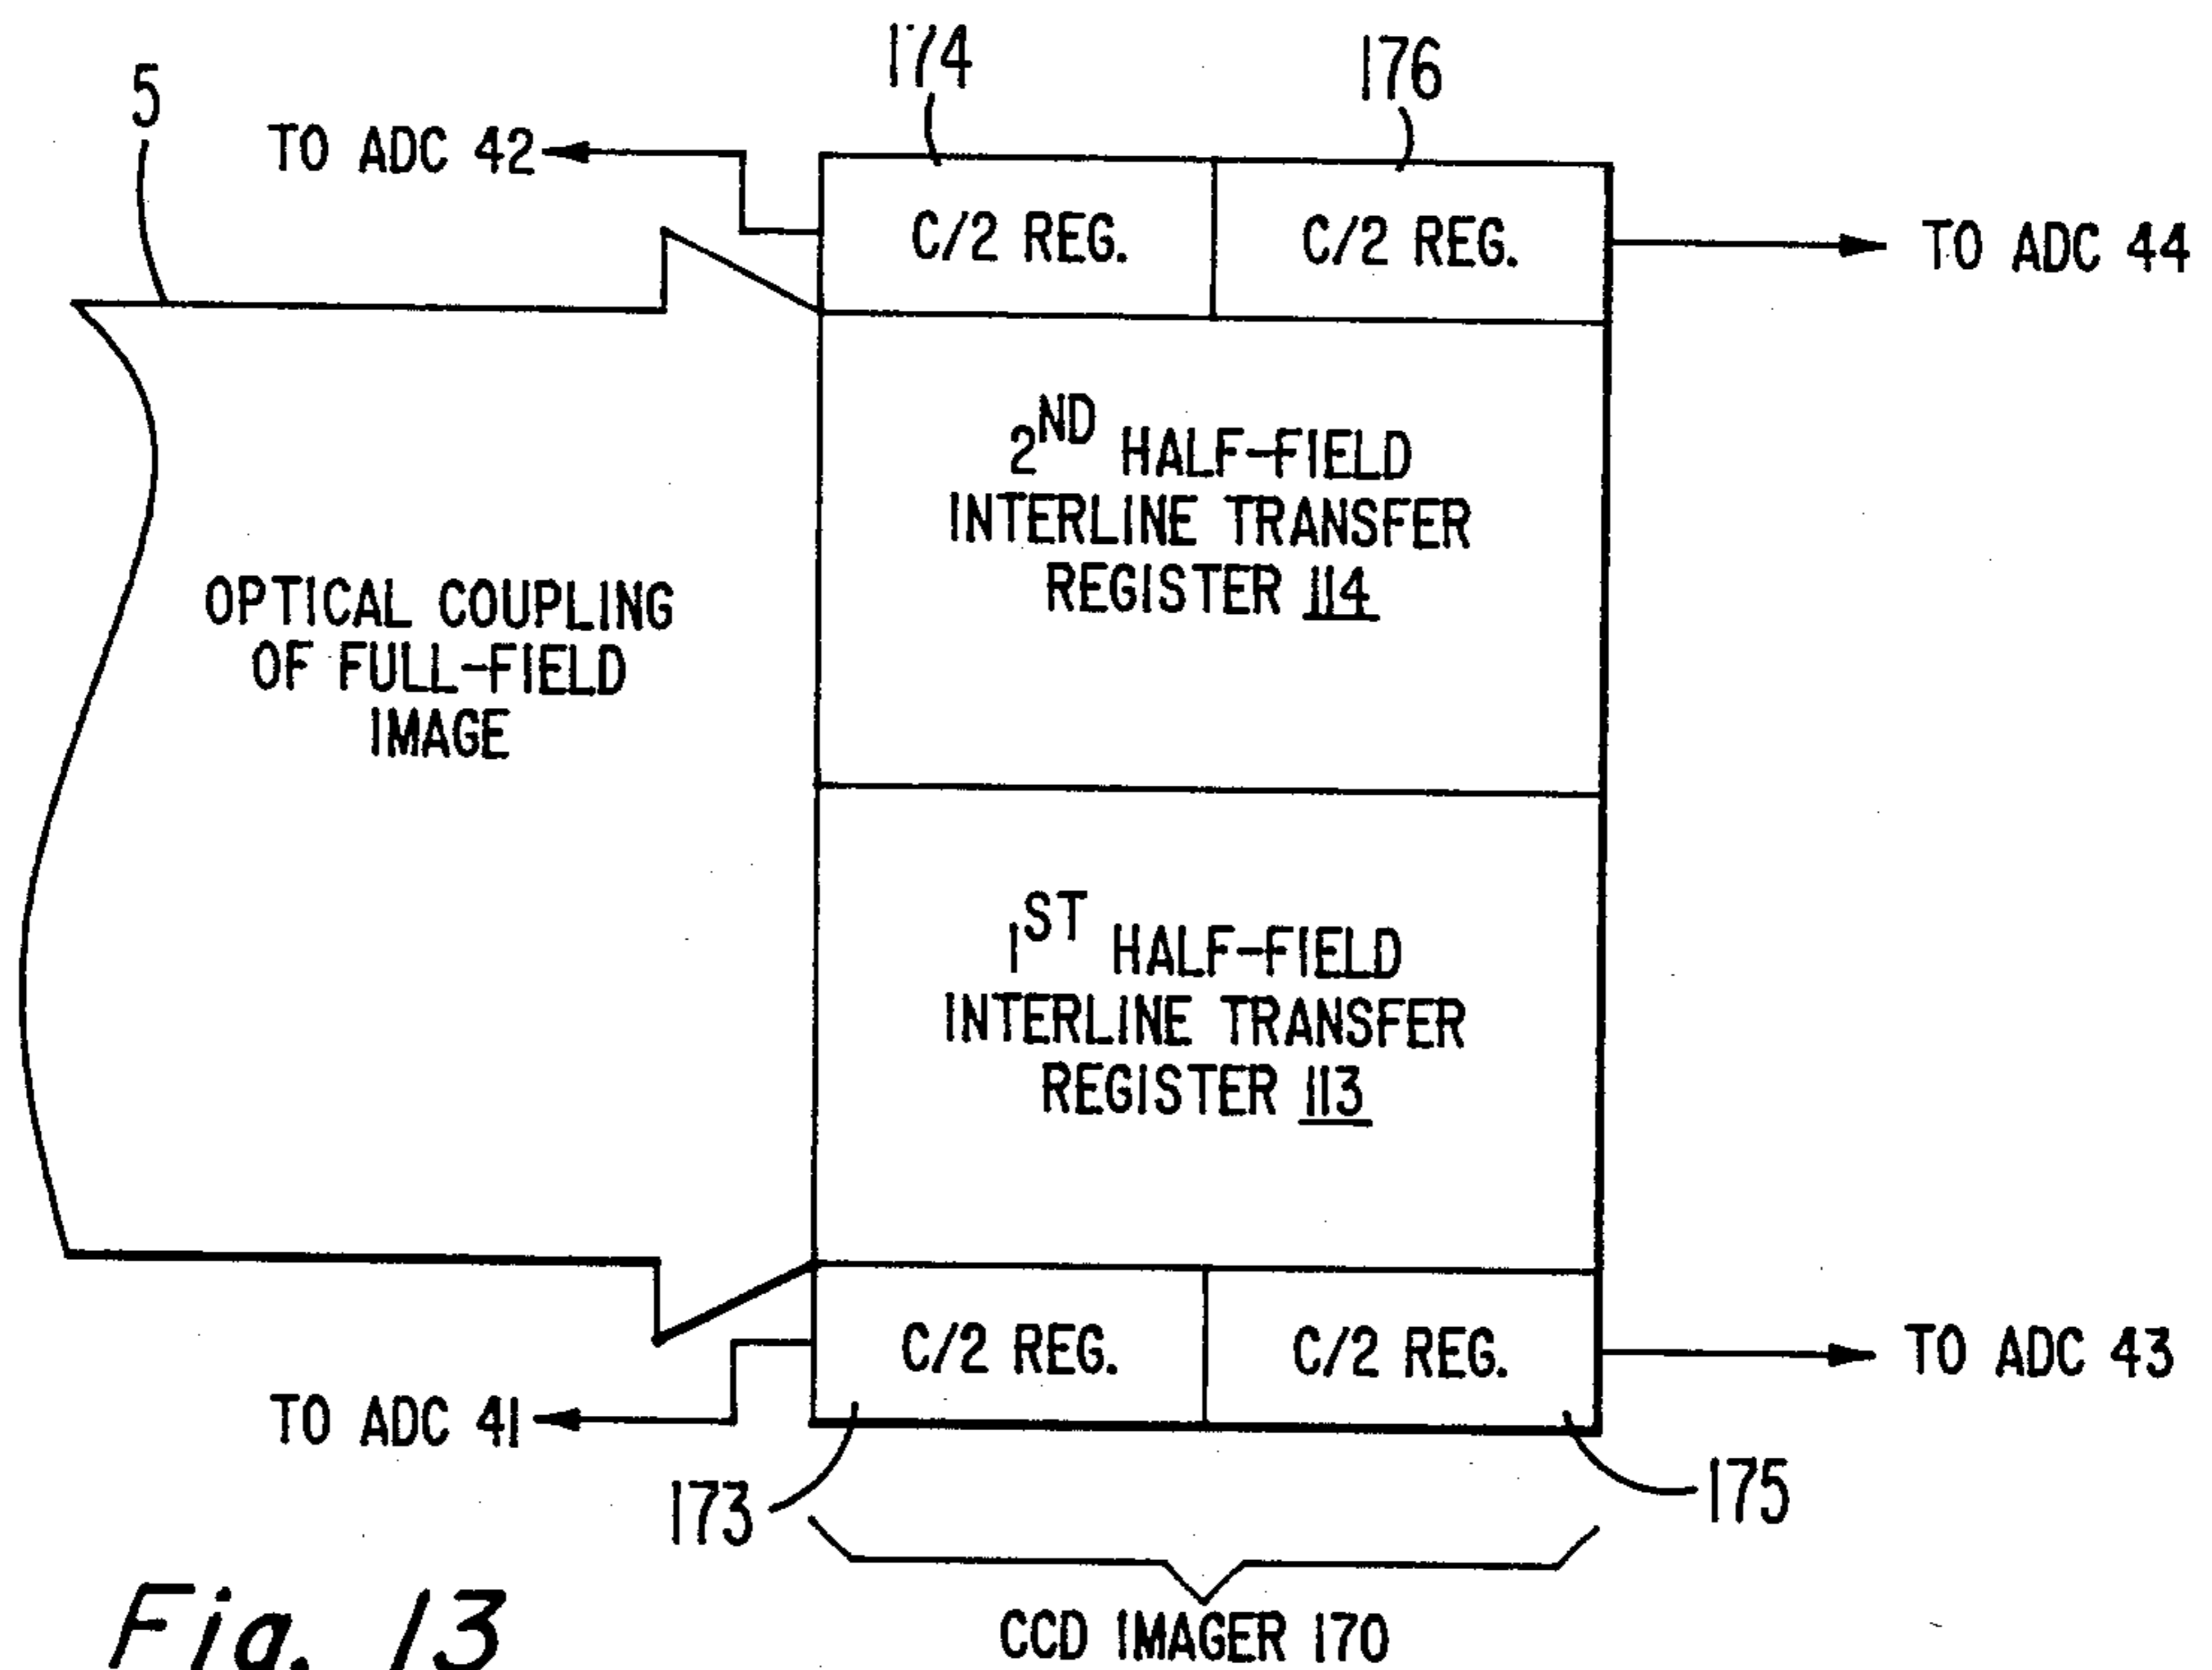 174
176
5
TO ADC 42
C/2 REG.
C/2 REG.
TO ADC 44
2ND HALF-FIELD
INTERLINE TRANSFER
REGISTER 114
OPTICAL COUPLING
OF FULL-FIELD
IMAGE
1ST HALF-FIELD
INTERLINE TRANSFER
REGISTER 113
C/2 REG.
C/2 REG.
TO ADC 43
TO ADC 41
173
175
CCD IMAGER 170
Fig. 13